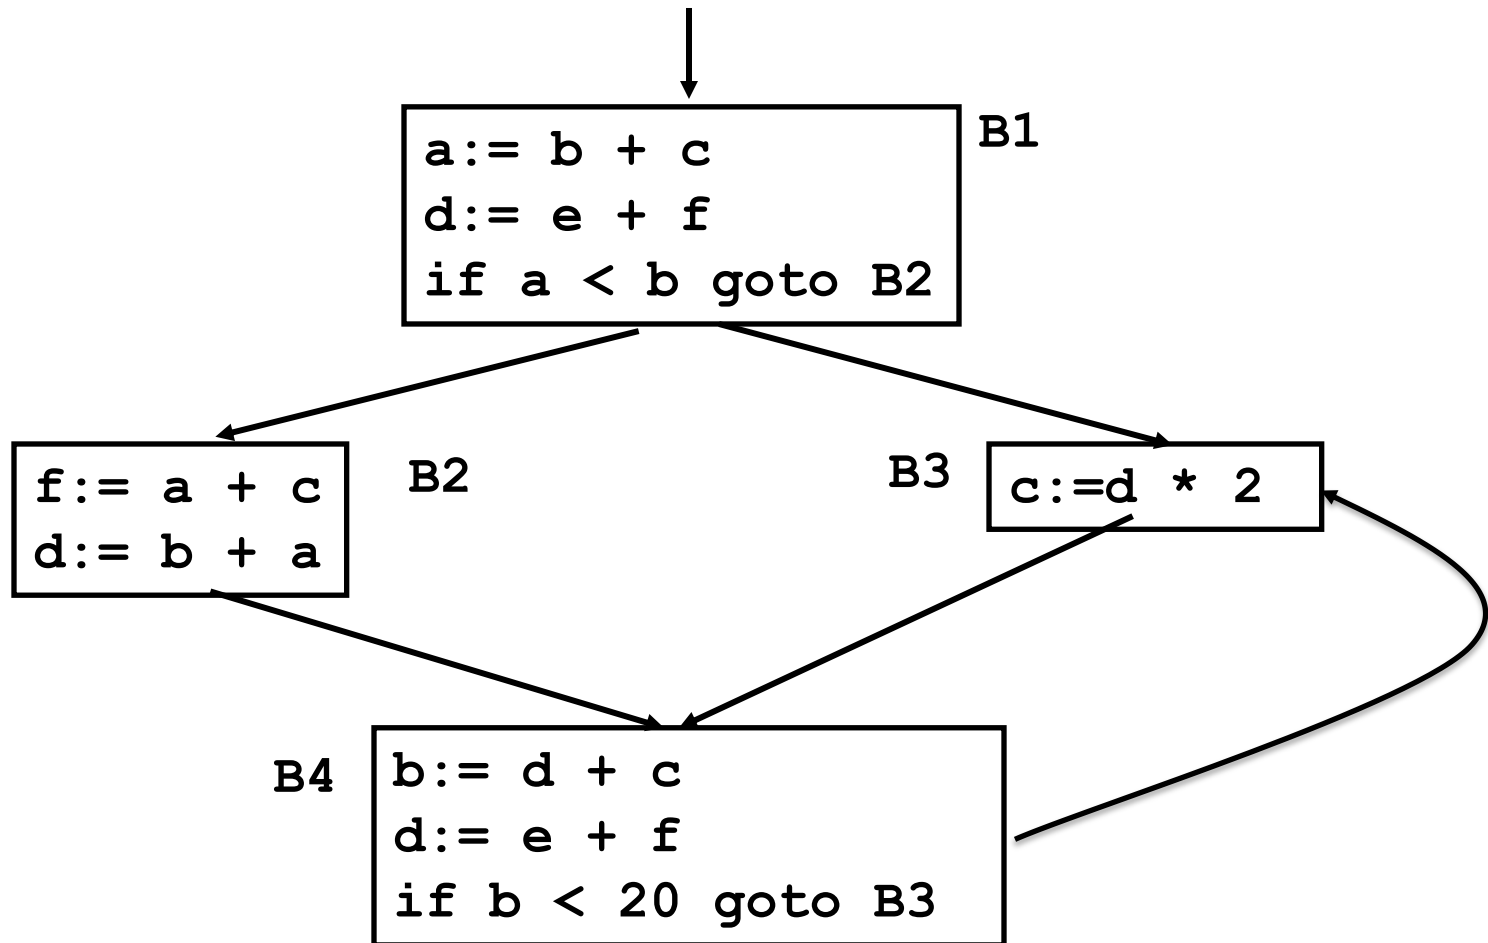 B1
a:= b + c
d:= e + f
if a < b goto B2
B2
f:= a + c
d:= b + a
B3
c:=d * 2
B4
b:= d + c
d:= e + f
if b < 20 goto B3